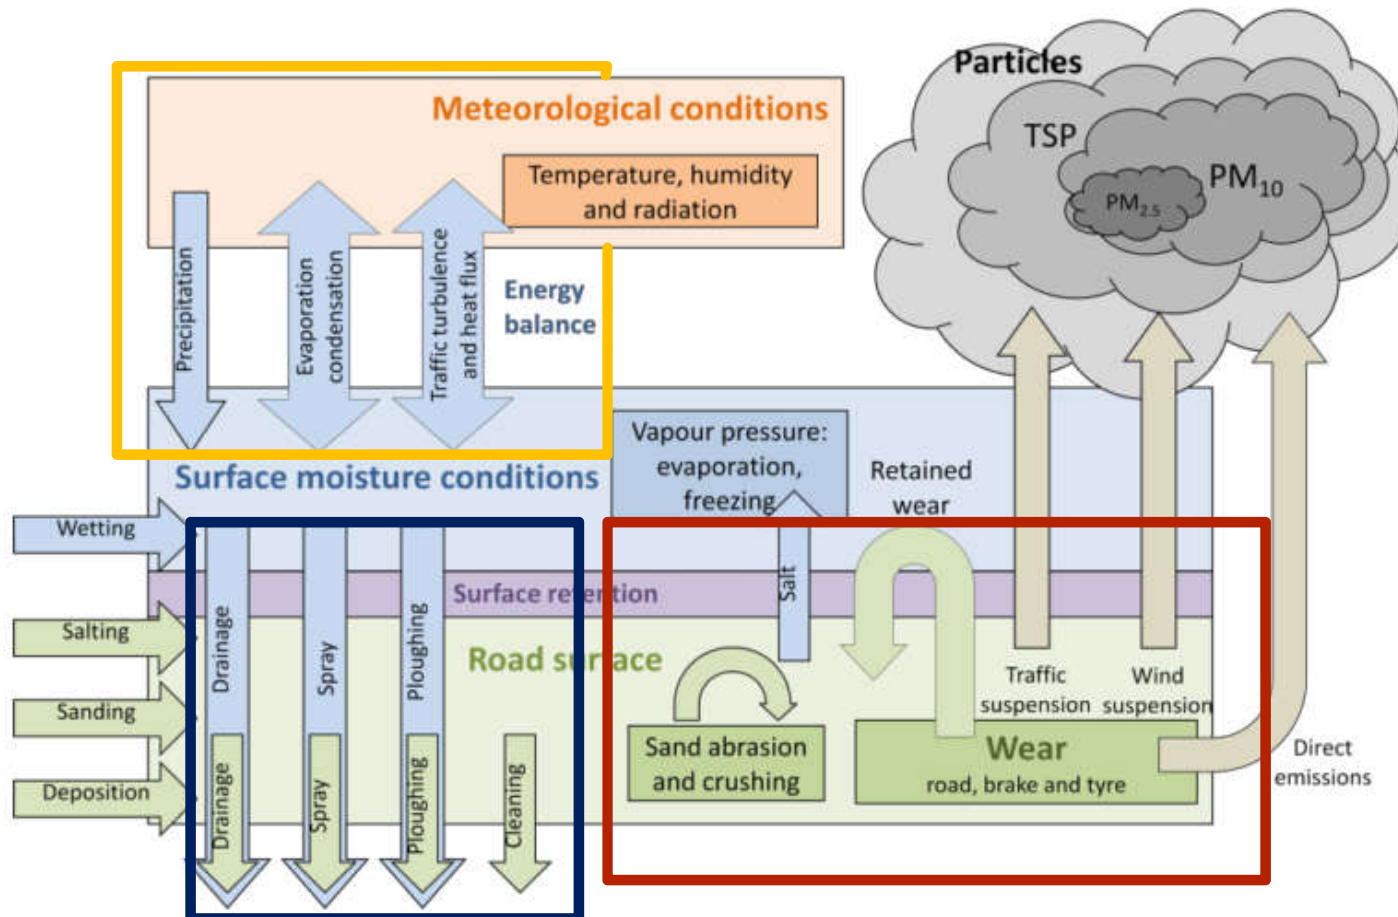 Particles
Meteorological conditions
TSP
Temperature, humidity
and radiation
PM10
PM2.5
Precipitation
Evaporation
condensation
Traffic turbulence
and heat flux
Energy
balance
Vapour pressure:
evaporation,
freezing
Retained
wear
Surface moisture conditions
Wetting
Surface retention
Salt
Salting
Drainage
Spray
Ploughing
Road surface
Traffic
suspension
Wind
suspension
Sanding
Sand abrasion
and crushing
Wear
road, brake and tyre
Direct
emissions
Deposition
Drainage
Spray
Ploughing
Cleaning